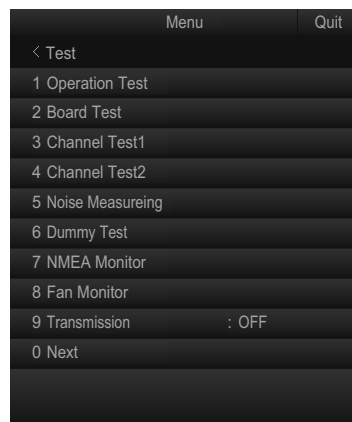 Menu Quit
< Test
1 Operation Test
2 Board Test
3 Channel Test1
4 Channel Test2
5 Noise Measureing
6 Dummy Test
7 NMEA Monitor
8 Fan Monitor
9 Transmission : OFF
0 Next